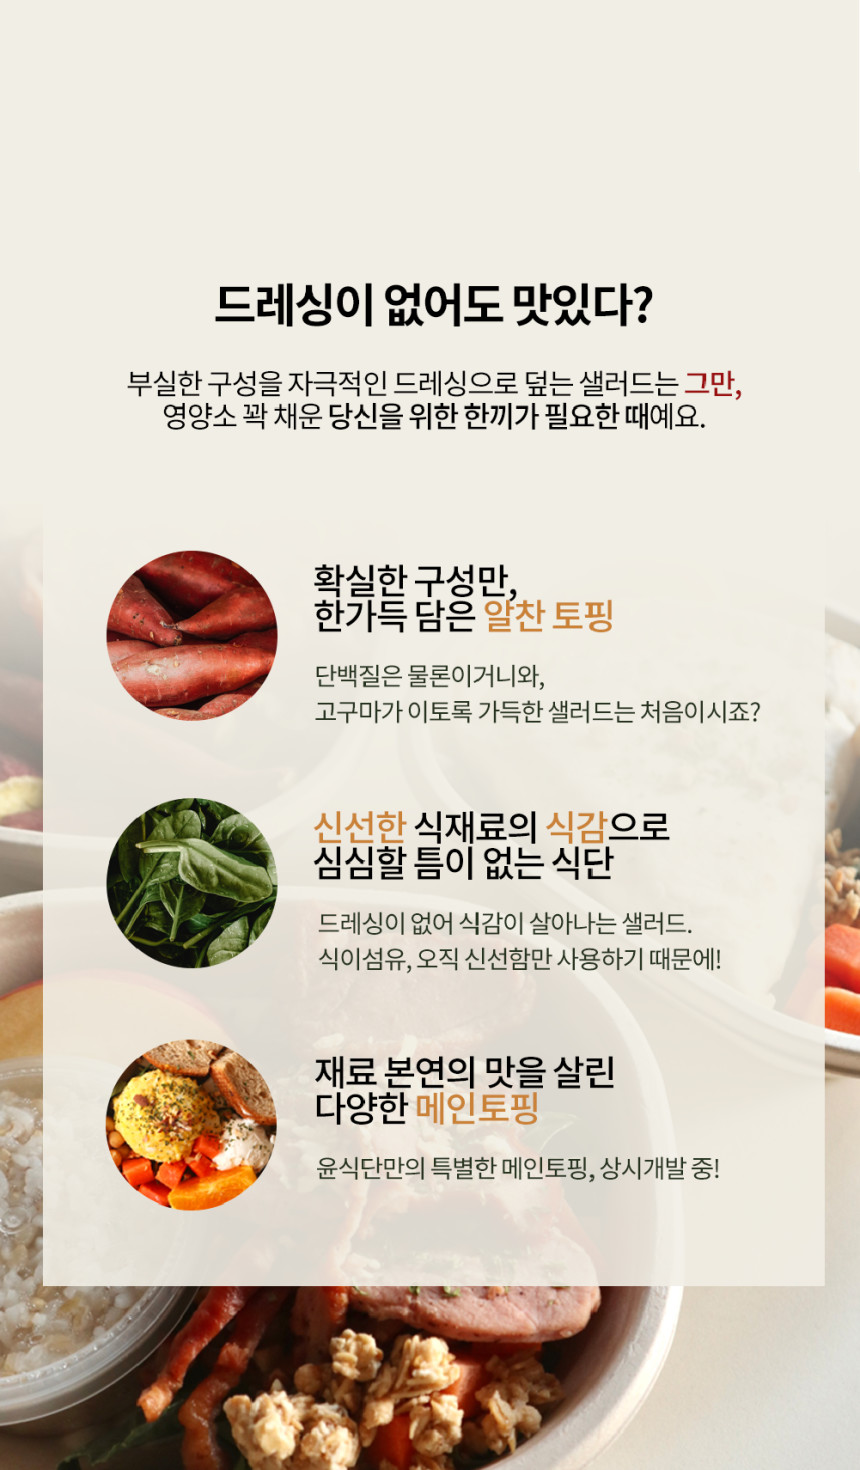 드레싱이 없어도 맛있다?
부실한 구성을 자극적인 드레싱으로 덮는 샐러드는 그만,
영양소 꽉 채운 당신을 위한 한끼가 필요한 때예요.
확실한 구성만,
한가득 담은 알찬 토핑
단백질은 물론이거니와,
고구마가 이토록 가득한 샐러드는 처음이시죠?
신선한 식재료의 식감으로
심심할 틈이 없는 식단
드레싱이 없어 식감이 살아나는 샐러드.
식이섬유, 오직 신선함만 사용하기 때문에!
재료 본연의 맛을 살린
다양한 메인토핑
윤식단만의 특별한 메인토핑, 상시개발 중!